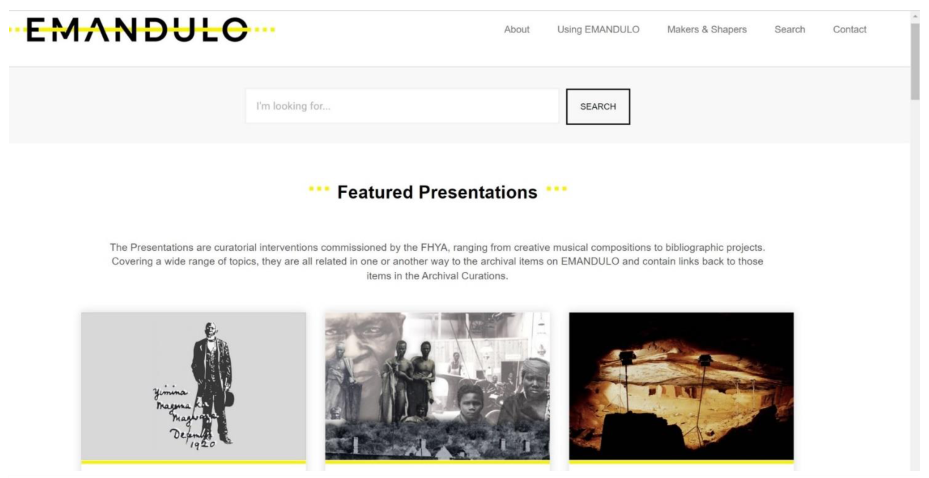 EMANDULO
About Using EMANDULO Makers & Shapers Search Contact
I'm looking for...
SEARCH
Featured Presentations
The Presentations are curatorial interventions commissioned by the FHYA, ranging from creative musical compositions to bibliographic projects.
Covering a wide range of topics, they are all related in one or another way to the archival items on EMANDULO and contain links back to those
items in the Archival Curations.
Yimina
Magema k.
1920